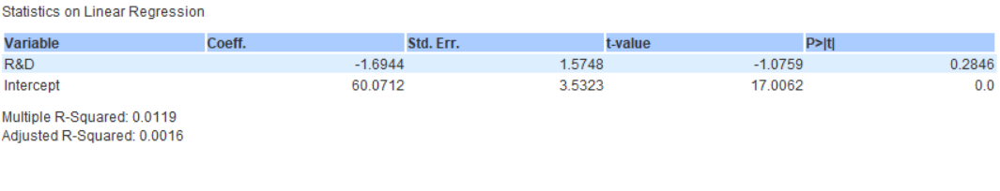 Statistics on Linear Regression
Variable Coeff. Std. Err. t-value P>|t|
R&D -1.6944 1.5748 -1.0759 0.2846
Intercept 60.0712 3.5323 17.0062 0.0
Multiple R-Squared: 0.0119
Adjusted R-Squared: 0.0016